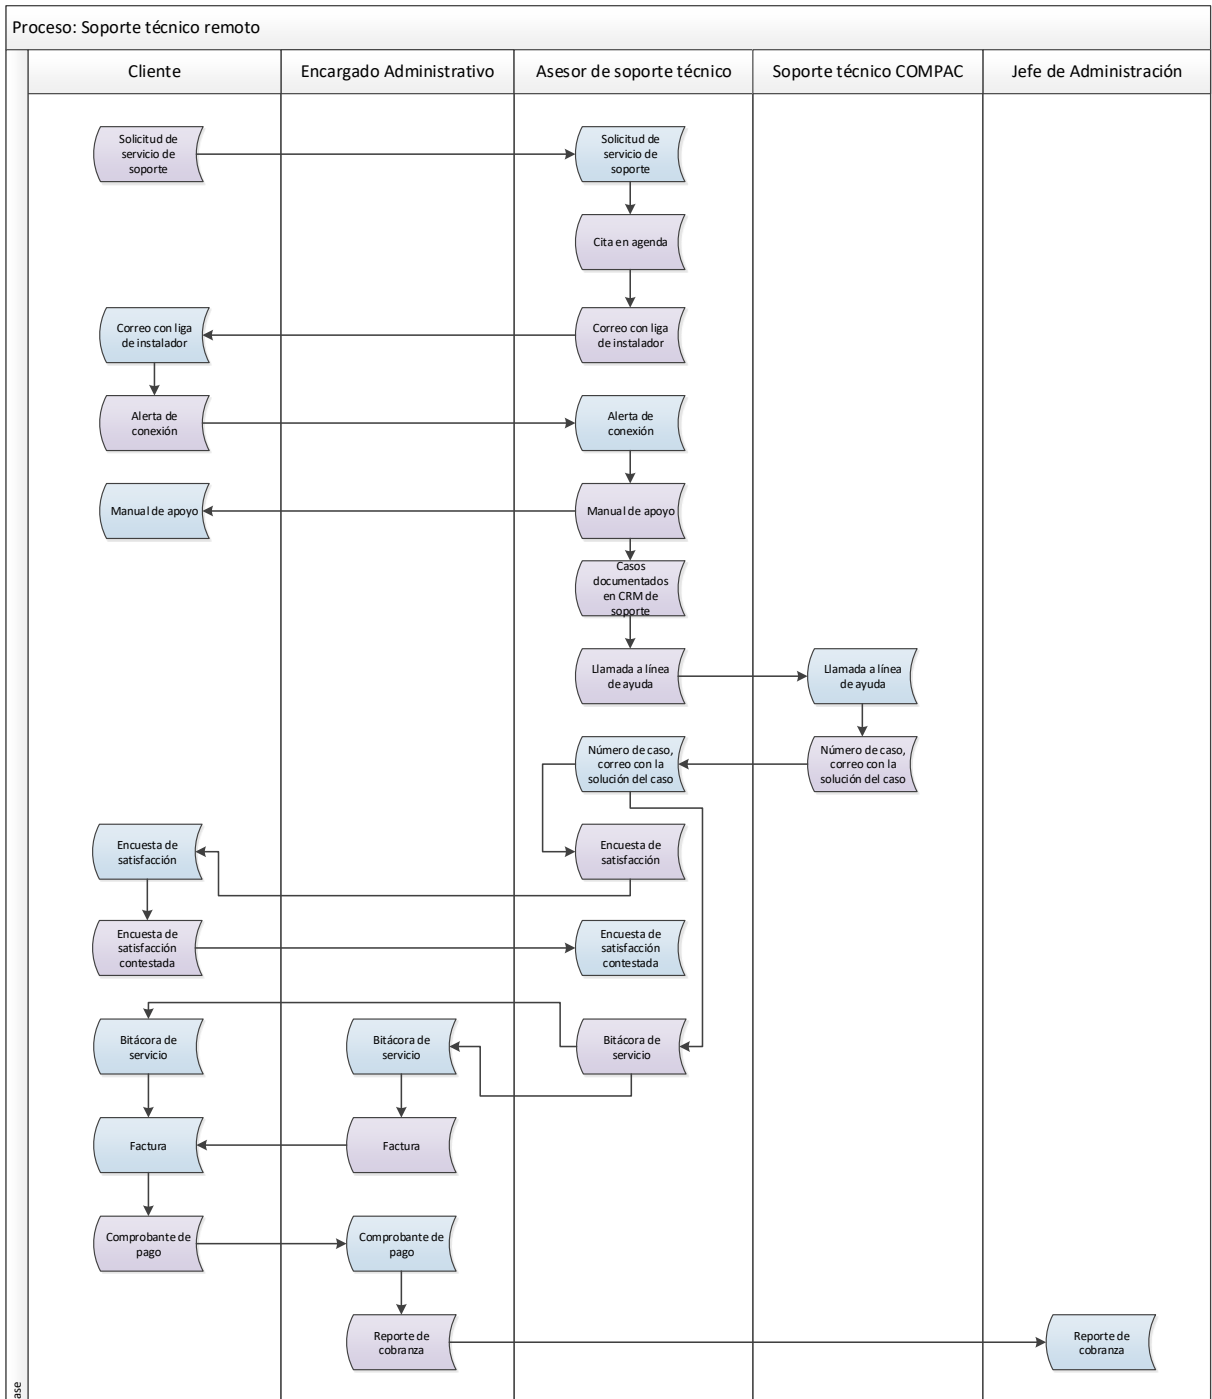 Proceso: Soporte técnico remoto
Cliente
Encargado Administrativo
Asesor de soporte técnico
Soporte técnico COMPAC
Jefe de Administración
Solicitud de
servicio de
soporte
Solicitud de
servicio de
soporte
Cita en agenda
Correo con liga
de instalador
Correo con liga
de instalador
Alerta de
conexión
Alerta de
conexión
Manual de apoyo
Manual de apoyo
Casos
documentados
en CRM de
soporte
Llamada a línea
de ayuda
Llamada a línea
de ayuda
Número de caso,
correo con la
solución del caso
Número de caso,
correo con la
solución del caso
Encuesta de
satisfacción
Encuesta de
satisfacción
Encuesta de
satisfacción
contestada
Encuesta de
satisfacción
contestada
Bitácora de
servicio
Bitácora de
servicio
Bitácora de
servicio
Factura
Factura
Comprobante de
pago
Comprobante de
pago
Reporte de
cobranza
Reporte de
cobranza